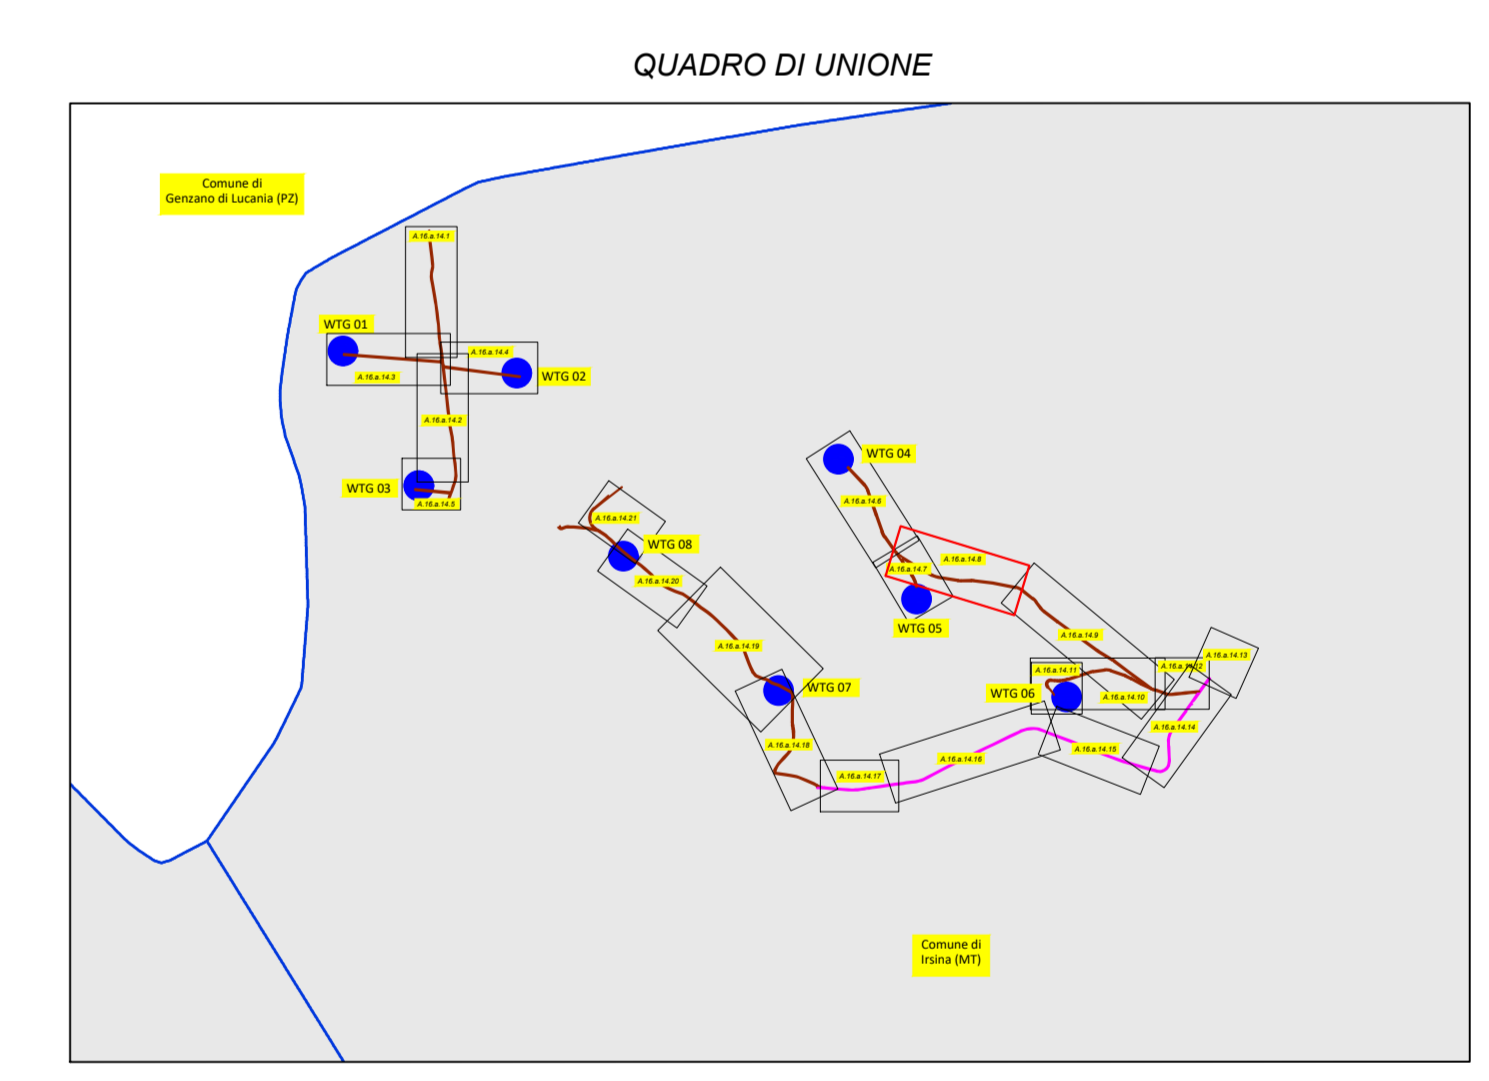 QUADRO DI UNIONE
Comune di
Genzano di Lucania (PZ)
A.16.a.14.1
WTG 01
A.16.a.14.4
A.16.a.14.3
WTG 02
A.16.a.14.2
WTG 03
A.16.a.14.5
WTG 04
A.16.a.14.6
A.16.a.14.21
WTG 08
A.16.a.14.20
A.16.a.14.8
A.16.a.14.7
WTG 05
A.16.a.14.9
A.16.a.14.19
A.16.a.14.13
A.16.a.14.12
A.16.a.14.11
WTG 07
WTG 06
A.16.a.14.10
A.16.a.14.14
A.16.a.14.18
A.16.a.14.15
A.16.a.14.16
A.16.a.14.17
Comune di
Irsina (MT)